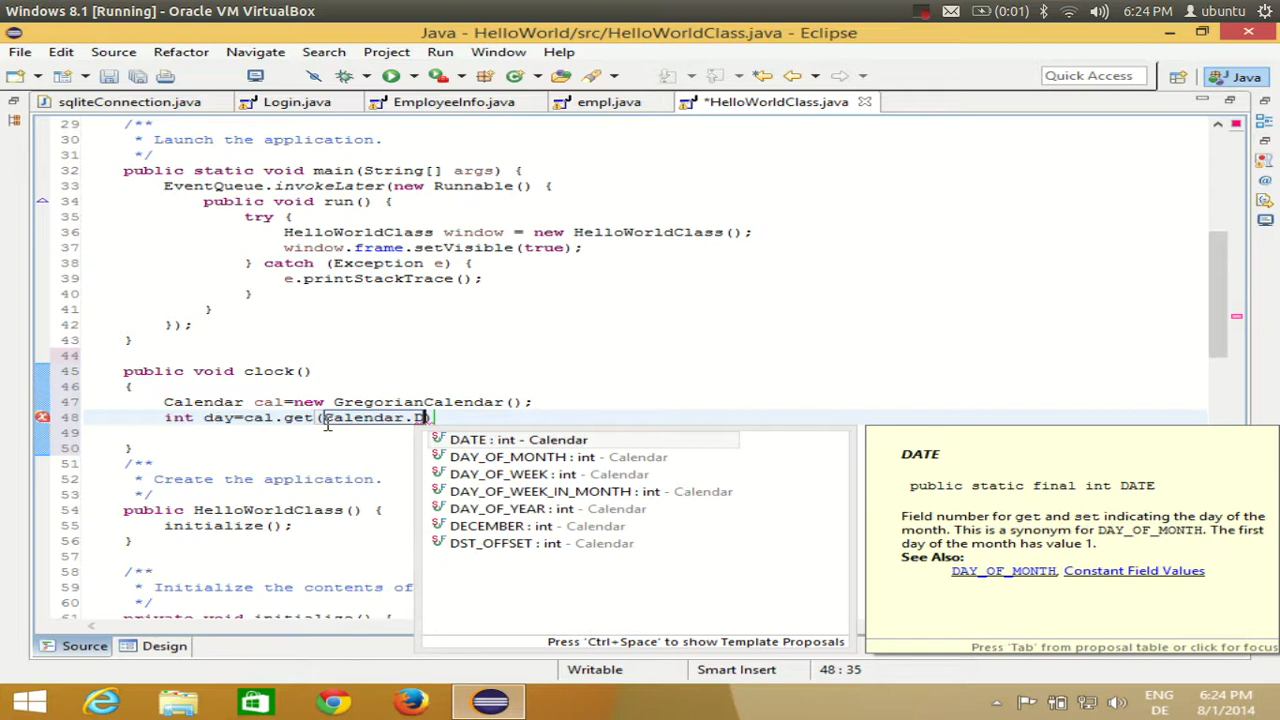 Windows 8.1 [Running] - Oracle VM VirtualBox
(0:01) 6:24 PM ubuntu
Java - HelloWorld/src/HelloWorldClass.java - Eclipse
File Edit Source Refactor Navigate Search Project Run Window Help
Quick Access Java
sqliteConnection.java Login.java EmployeeInfo.java empl.java *HelloWorldClass.java
29 /**
30 * Launch the application.
31 */
32 public static void main(String[] args) {
33 EventQueue.invokeLater(new Runnable() {
34 public void run() {
35 try {
36 HelloWorldClass window = new HelloWorldClass();
37 window.frame.setVisible(true);
38 } catch (Exception e) {
39 e.printStackTrace();
40 }
41 }
42 });
43 }
44
45 public void clock()
46 {
47 Calendar cal=new GregorianCalendar();
48 int day=cal.get(Calendar.D)
49
50 }
51 /**
52 * Create the application.
53 */
54 public HelloWorldClass() {
55 initialize();
56 }
57
58 /**
59 * Initialize the contents of
60 */
61 private void initialize() {
DATE : int - Calendar
DAY_OF_MONTH : int - Calendar
DAY_OF_WEEK : int - Calendar
DAY_OF_WEEK_IN_MONTH : int - Calendar
DAY_OF_YEAR : int - Calendar
DECEMBER : int - Calendar
DST_OFFSET : int - Calendar
Press 'Ctrl+Space' to show Template Proposals
DATE
public static final int DATE
Field number for get and set indicating the day of the
month. This is a synonym for DAY_OF_MONTH. The first
day of the month has value 1.
See Also:
DAY_OF_MONTH, Constant Field Values
Press 'Tab' from proposal table or click for focus
Source Design
Writable Smart Insert 48 : 35
ENG 6:24 PM
DE 8/1/2014